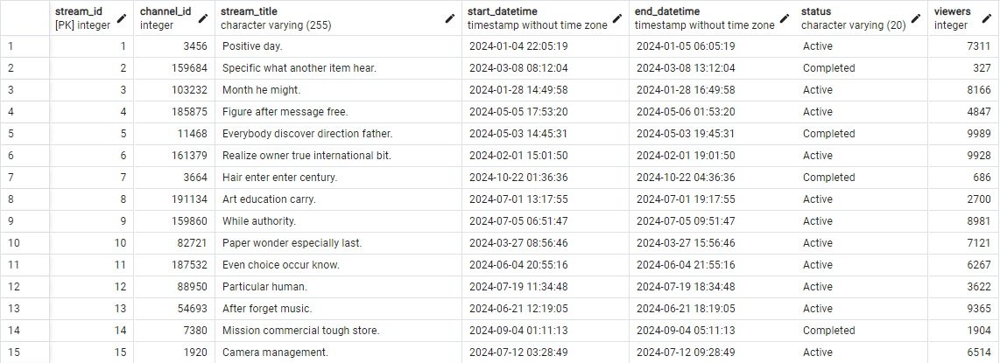 stream_id channel_id stream_title start_datetime end_datetime status viewers
[PK] integer integer character varying (255) timestamp without time zone timestamp without time zone character varying (20) integer
1 1 3456 Positive day. 2024-01-04 22:05:19 2024-01-05 06:05:19 Active 7311
2 2 159684 Specific what another item hear. 2024-03-08 08:12:04 2024-03-08 13:12:04 Completed 327
3 3 103232 Month he might. 2024-01-28 14:49:58 2024-01-28 16:49:58 Active 8166
4 4 185875 Figure after message free. 2024-05-05 17:53:20 2024-05-06 01:53:20 Active 4847
5 5 11468 Everybody discover direction father. 2024-05-03 14:45:31 2024-05-03 19:45:31 Completed 9989
6 6 161379 Realize owner true international bit. 2024-02-01 15:01:50 2024-02-01 19:01:50 Active 9928
7 7 3664 Hair enter enter century. 2024-10-22 01:36:36 2024-10-22 04:36:36 Completed 686
8 8 191134 Art education carry. 2024-07-01 13:17:55 2024-07-01 19:17:55 Active 2700
9 9 159860 While authority. 2024-07-05 06:51:47 2024-07-05 09:51:47 Active 8981
10 10 82721 Paper wonder especially last. 2024-03-27 08:56:46 2024-03-27 15:56:46 Active 7121
11 11 187532 Even choice occur know. 2024-06-04 20:55:16 2024-06-04 21:55:16 Active 6267
12 12 88950 Particular human. 2024-07-19 11:34:48 2024-07-19 18:34:48 Active 3622
13 13 54693 After forget music. 2024-06-21 12:19:05 2024-06-21 18:19:05 Active 9365
14 14 7380 Mission commercial tough store. 2024-09-04 01:11:13 2024-09-04 05:11:13 Completed 1904
15 15 1920 Camera management. 2024-07-12 03:28:49 2024-07-12 09:28:49 Active 6514